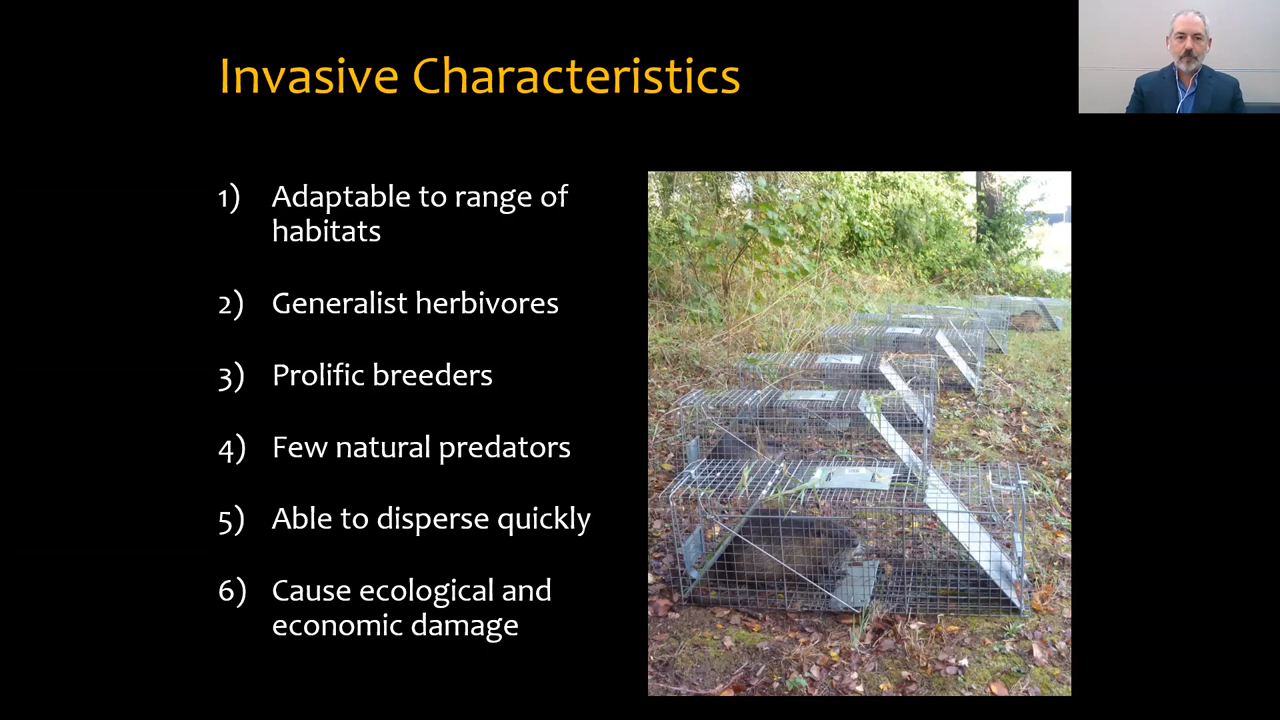 Invasive Characteristics
1) Adaptable to range of
habitats
2) Generalist herbivores
3) Prolific breeders
4) Few natural predators
5) Able to disperse quickly
6) Cause ecological and
economic damage